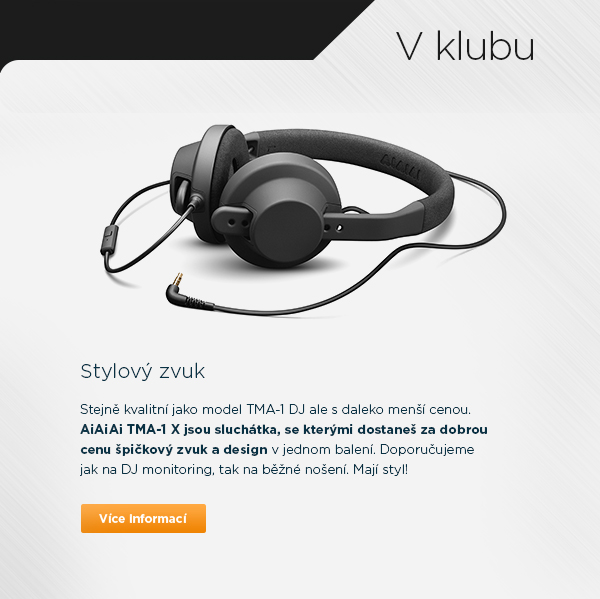 V klubu
AIAIAI
Stylový zvuk
Stejně kvalitní jako model TMA-1 DJ ale s daleko menší cenou.
AiAiAi TMA-1 X jsou sluchátka, se kterými dostaneš za dobrou
cenu špičkový zvuk a design v jednom balení. Doporučujeme
jak na DJ monitoring, tak na běžné nošení. Mají styl!
Více informací